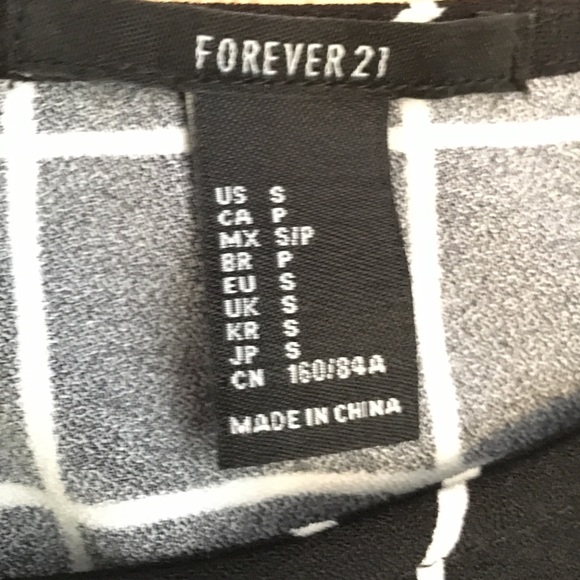 FOREVER 21
US S
CA P
MX S/P
BR P
EU S
UK S
KR S
JP S
CN 160/84A
MADE IN CHINA